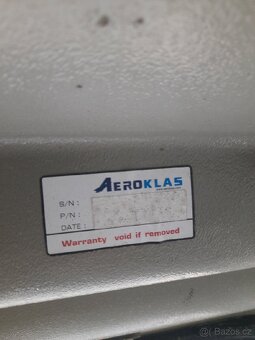 AEROKLAS
S/N :
P/N :
DATE :
Warranty void if removed
Bazos.cz